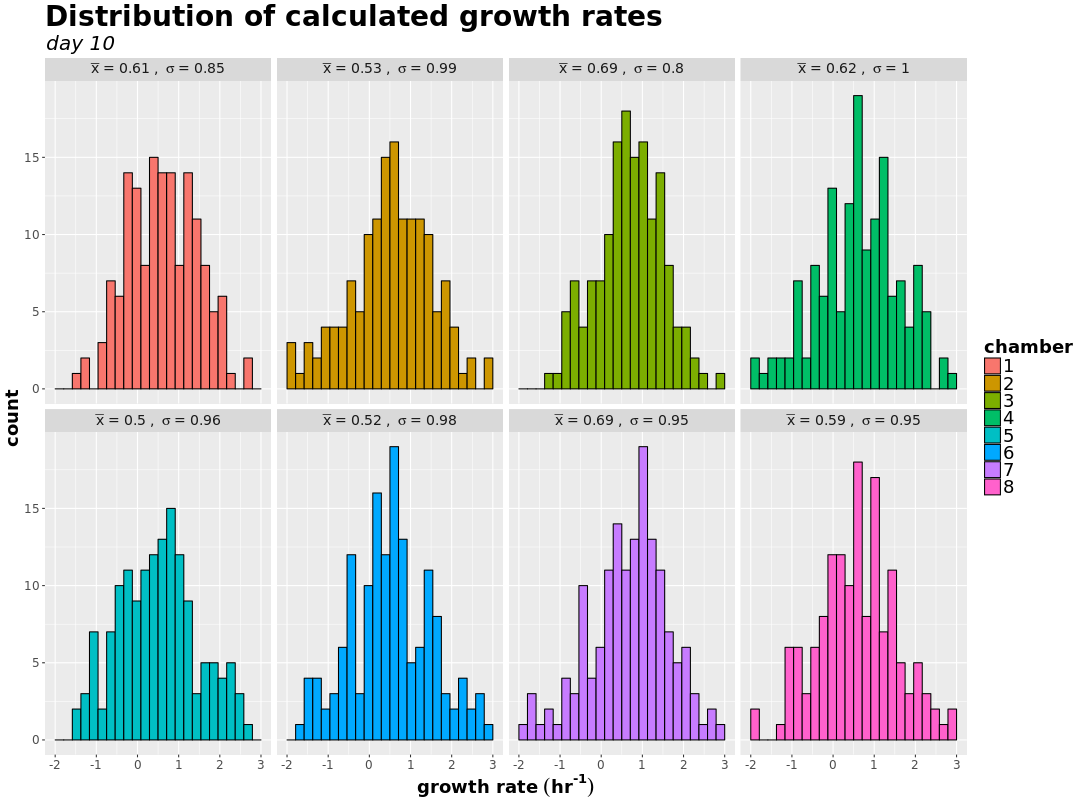 Distribution of calculated growth rates
day 10
x̅ = 0.61 , σ = 0.85
x̅ = 0.53 , σ = 0.99
x̅ = 0.69 , σ = 0.8
x̅ = 0.62 , σ = 1
15
10
5
0
x̅ = 0.5 , σ = 0.96
x̅ = 0.52 , σ = 0.98
x̅ = 0.69 , σ = 0.95
x̅ = 0.59 , σ = 0.95
15
10
5
0
-2 -1 0 1 2 3
-2 -1 0 1 2 3
-2 -1 0 1 2 3
-2 -1 0 1 2 3
count
growth rate (hr⁻¹)
chamber
1
2
3
4
5
6
7
8